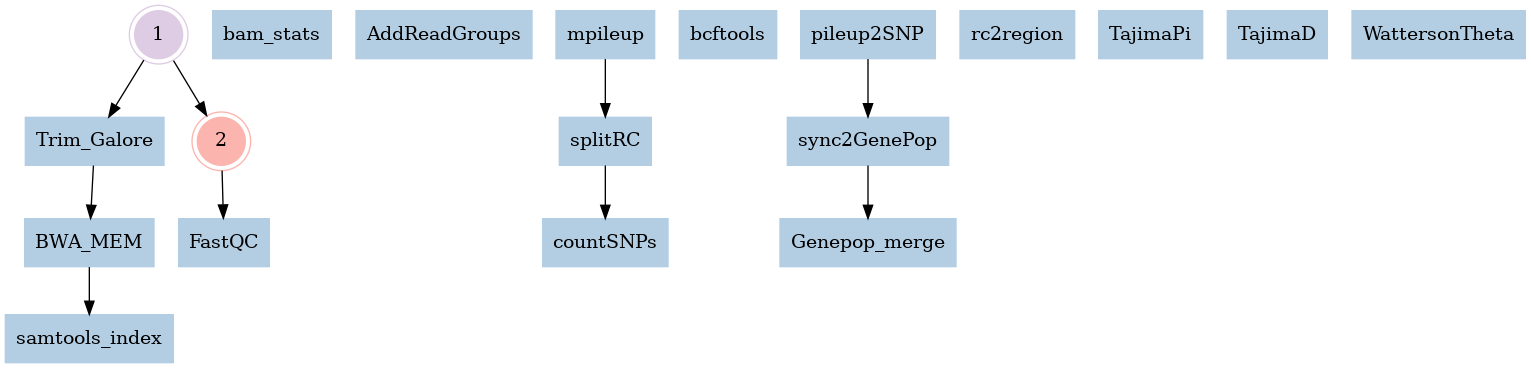 1
bam_stats
AddReadGroups
mpileup
bcftools
pileup2SNP
rc2region
TajimaPi
TajimaD
WattersonTheta
Trim_Galore
2
splitRC
sync2GenePop
BWA_MEM
FastQC
countSNPs
Genepop_merge
samtools_index